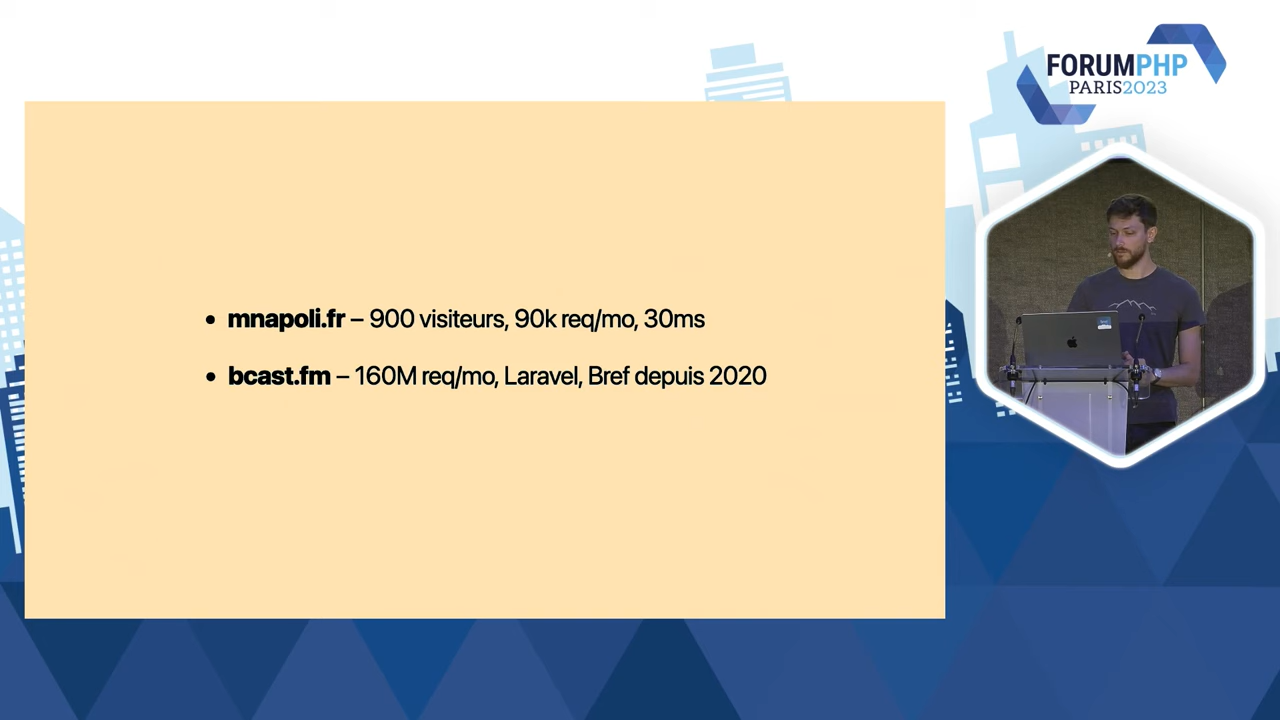 FORUMPHP
PARIS2023
• mnapoli.fr – 900 visiteurs, 90k req/mo, 30ms
• bcast.fm – 160M req/mo, Laravel, Bref depuis 2020